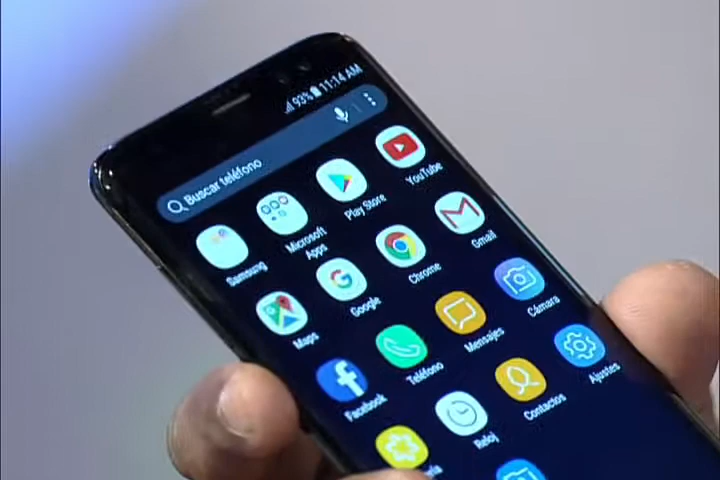 93% 11:14 AM
Buscar teléfono
Samsung
Microsoft
Apps
Play Store
YouTube
Maps
Google
Chrome
Gmail
Facebook
Teléfono
Mensajes
Cámara
Reloj
Contactos
Ajustes